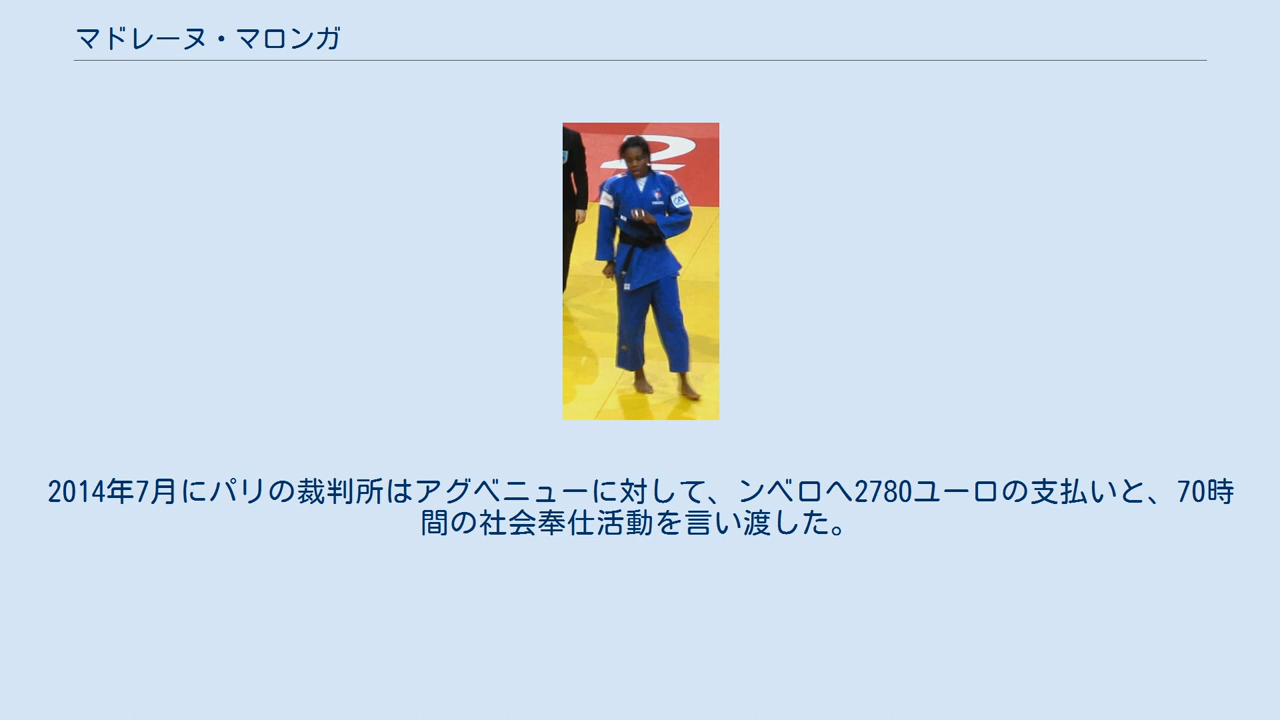 マドレーヌ・マロンガ
2
2014年7月にパリの裁判所はアグベニューに対して、ンベロへ2780ユーロの支払いと、70時
間の社会奉仕活動を言い渡した。